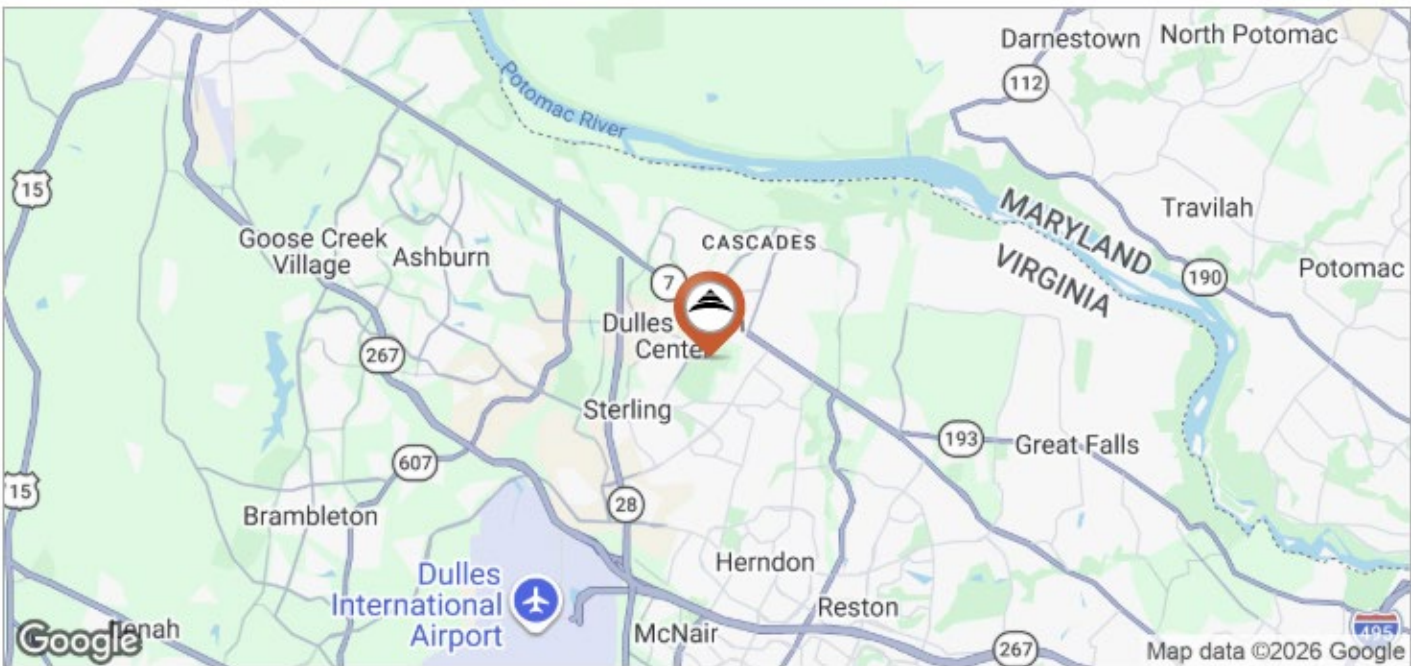 Darnestown
North Potomac
112
Potomac River
15
MARYLAND
VIRGINIA
Travilah
190
Potomac
CASCADES
Goose Creek
Village
Ashburn
7
Dulles
Center
267
Sterling
193
Great Falls
607
15
28
Brambleton
Herndon
Dulles
International
Airport
Reston
McNair
267
495
Google
Map data ©2026 Google